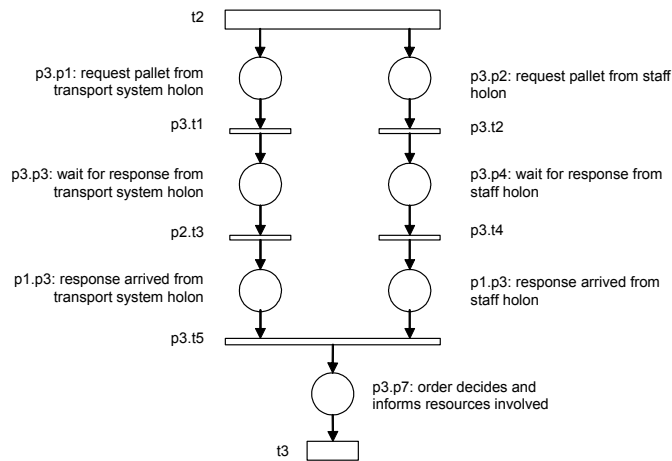 t2
p3.p1: request pallet from
transport system holon
p3.p2: request pallet from staff
holon
p3.t1
p3.t2
p3.p3: wait for response from
transport system holon
p3.p4: wait for response from
staff holon
p2.t3
p3.t4
p1.p3: response arrived from
transport system holon
p1.p3: response arrived from
staff holon
p3.t5
p3.p7: order decides and
informs resources involved
t3